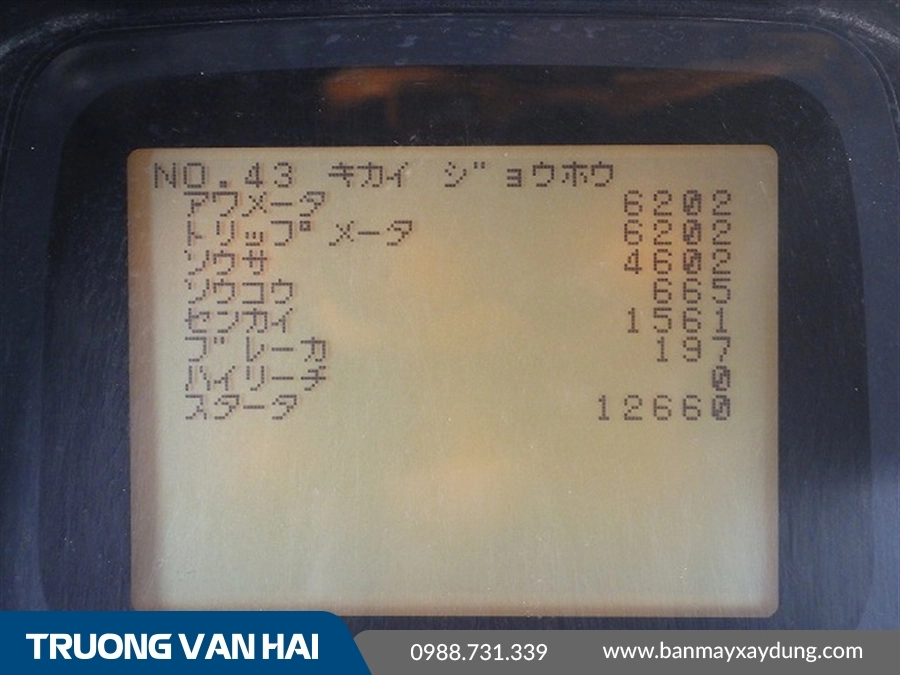 NO.43 キカイ ジョウホウ
アワメータ 6202
トリップ メータ 6202
ソウサ 4602
ソウコウ 665
センカイ 1561
ブレーカ 197
ハイリーチ 0
スタータ 12660
TRUONG VAN HAI
0988.731.339
www.banmayxaydung.com